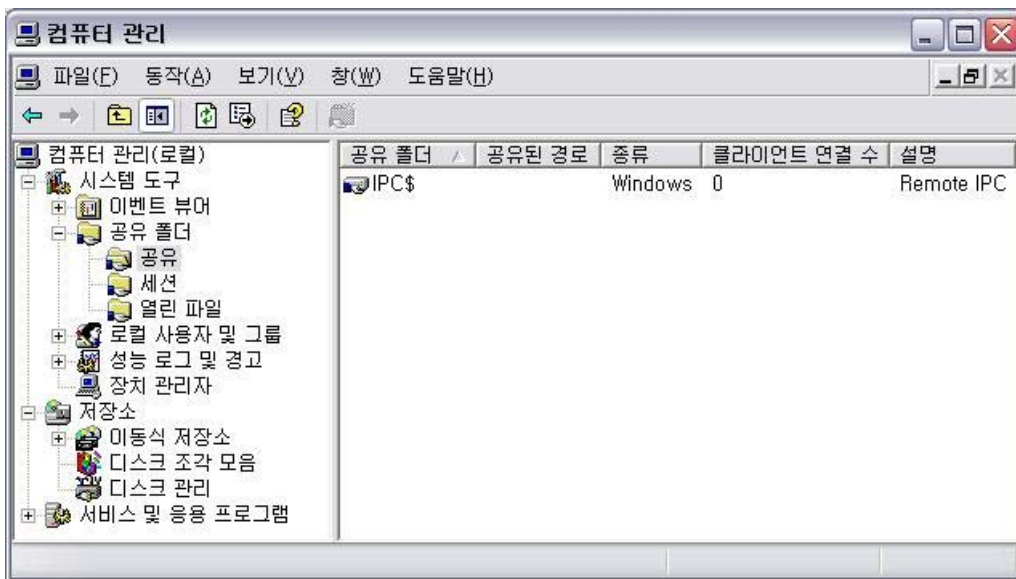 컴퓨터 관리
파일(F) 동작(A) 보기(V) 창(W) 도움말(H)
컴퓨터 관리(로컬)
시스템 도구
이벤트 뷰어
공유 폴더
공유
세션
열린 파일
로컬 사용자 및 그룹
성능 로그 및 경고
장치 관리자
저장소
이동식 저장소
디스크 조각 모음
디스크 관리
서비스 및 응용 프로그램
공유 폴더 공유된 경로 종류 클라이언트 연결 수 설명
IPC$ Windows 0 Remote IPC